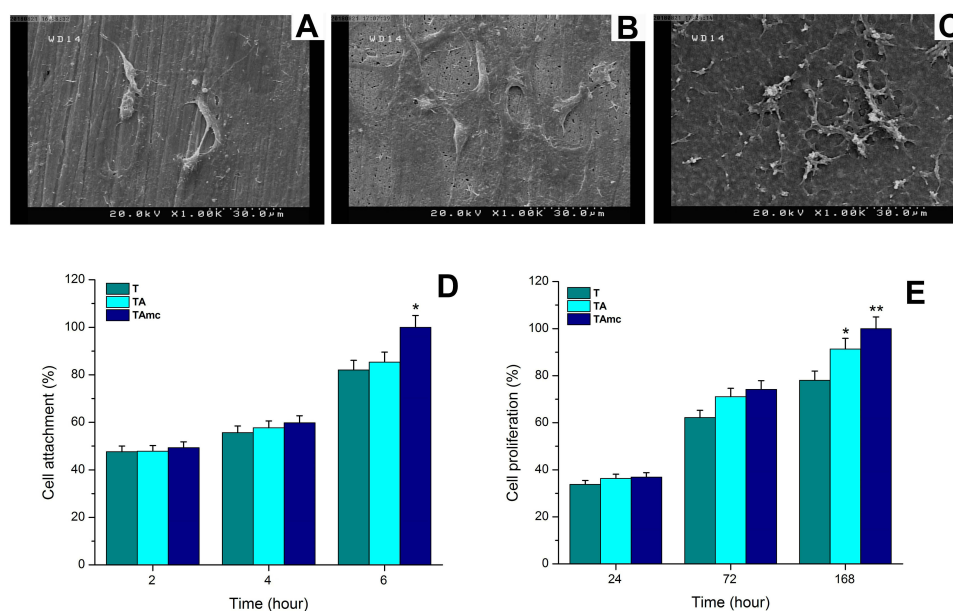 A
WD14
20.0kV X1.00K 30.0µm
B
WD14
20.0kV X1.00K 30.0µm
C
WD14
20.0kV X1.00K 30.0µm
D
T
TA
TAmc
*
120
100
80
60
40
20
0
Cell attachment (%)
2 4 6
Time (hour)
E
T
TA
TAmc
* **
120
100
80
60
40
20
0
Cell proliferation (%)
24 72 168
Time (hour)